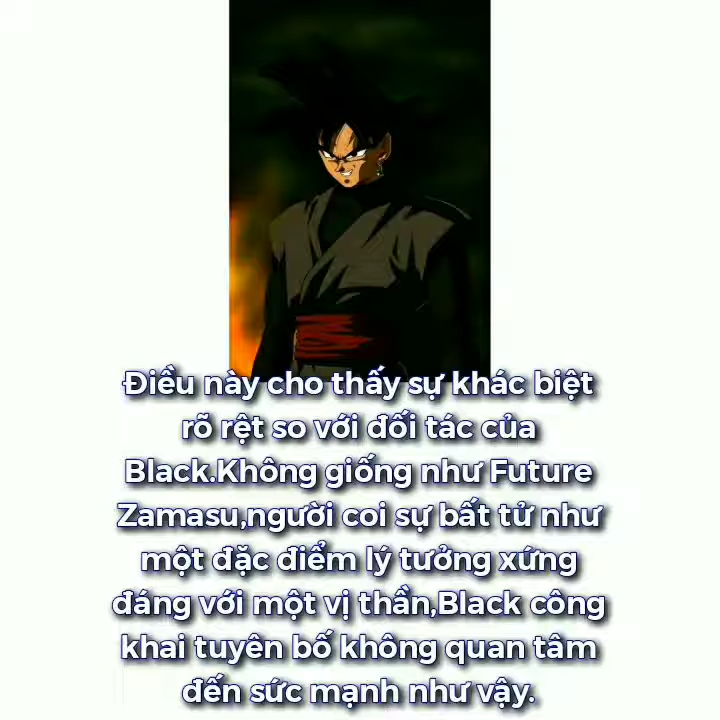 Điều này cho thấy sự khác biệt
rõ rệt so với đối tác của
Black.Không giống như Future
Zamasu,người coi sự bất tử như
một đặc điểm lý tưởng xứng
đáng với một vị thần,Black công
khai tuyên bố không quan tâm
đến sức mạnh như vậy.